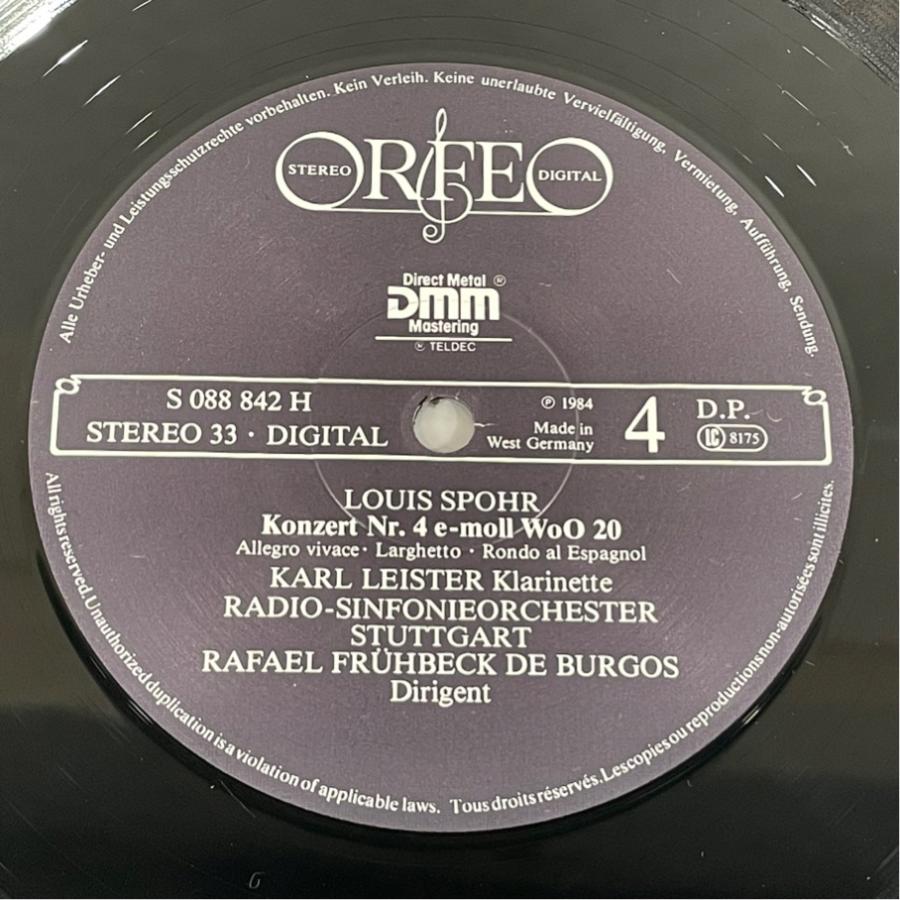 Alle Urheber- und Leistungsschutzrechte vorbehalten. Kein Verleih. Keine unerlaubte Vervielfältigung, Vermietung, Aufführung, Sendung.
ORFEO
STEREO
DIGITAL
Direct Metal ®
DMM
Mastering
® TELDEC
S 088 842 H
STEREO 33 · DIGITAL
℗ 1984
Made in
West Germany
4
D.P.
LC 8175
LOUIS SPOHR
Konzert Nr. 4 e-moll WoO 20
Allegro vivace · Larghetto · Rondo al Espagnol
KARL LEISTER Klarinette
RADIO-SINFONIEORCHESTER
STUTTGART
RAFAEL FRÜHBECK DE BURGOS
Dirigent
All rights reserved. Unauthorized duplication is a violation of applicable laws. Tous droits réservés. Les copies ou reproductions non-autorisées sont illicites.